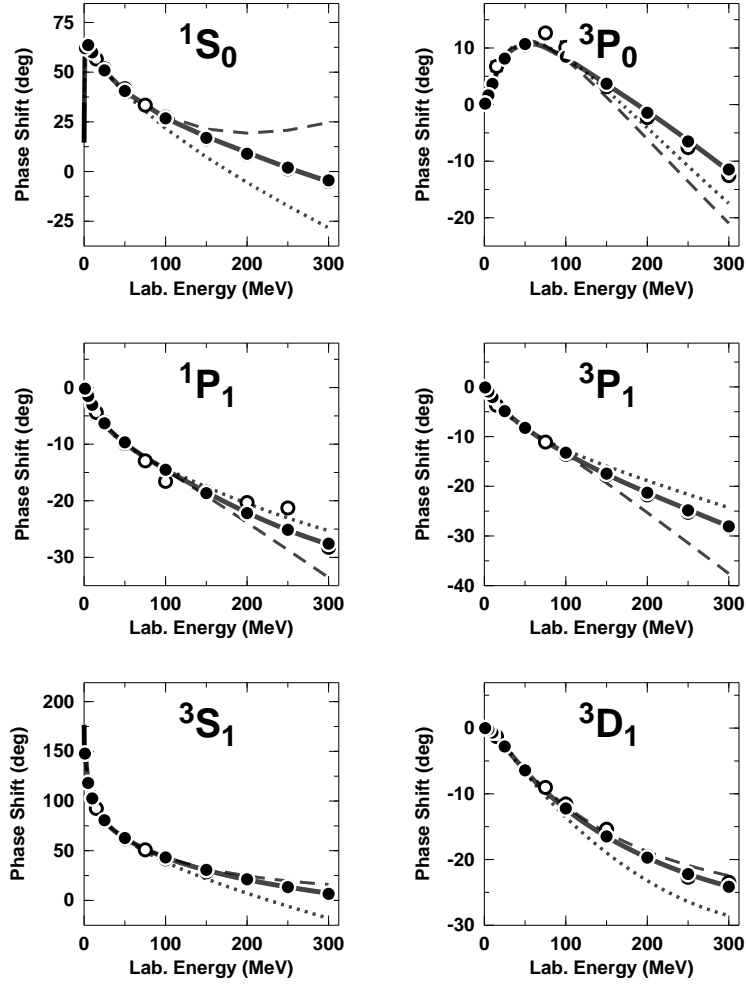 ¹S₀
Phase Shift (deg)
75
50
25
0
-25
0 100 200 300
Lab. Energy (MeV)
³P₀
Phase Shift (deg)
10
0
-10
-20
0 100 200 300
Lab. Energy (MeV)
¹P₁
Phase Shift (deg)
0
-10
-20
-30
0 100 200 300
Lab. Energy (MeV)
³P₁
Phase Shift (deg)
0
-10
-20
-30
-40
0 100 200 300
Lab. Energy (MeV)
³S₁
Phase Shift (deg)
200
150
100
50
0
0 100 200 300
Lab. Energy (MeV)
³D₁
Phase Shift (deg)
0
-10
-20
-30
0 100 200 300
Lab. Energy (MeV)